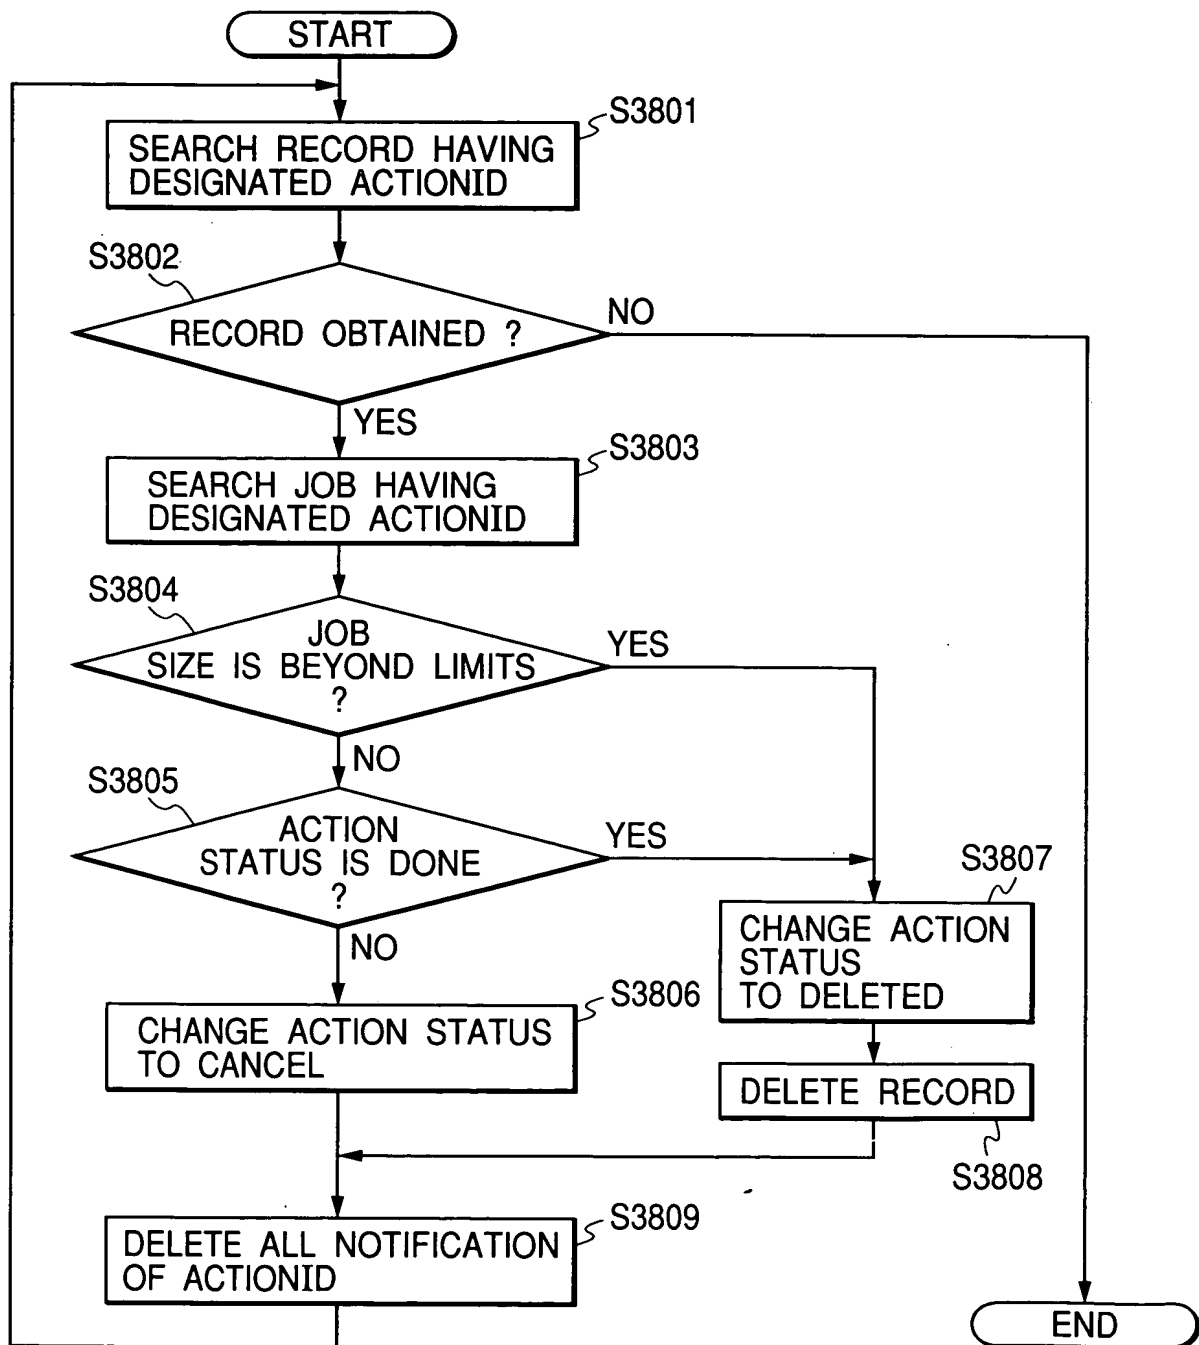 START
S3801
SEARCH RECORD HAVING
DESIGNATED ACTIONID
S3802
RECORD OBTAINED ?
NO
YES
S3803
SEARCH JOB HAVING
DESIGNATED ACTIONID
S3804
JOB
SIZE IS BEYOND LIMITS
?
YES
NO
S3805
ACTION
STATUS IS DONE
?
YES
NO
S3807
CHANGE ACTION
STATUS
TO DELETED
S3806
CHANGE ACTION STATUS
TO CANCEL
DELETE RECORD
S3808
S3809
DELETE ALL NOTIFICATION
OF ACTIONID
END